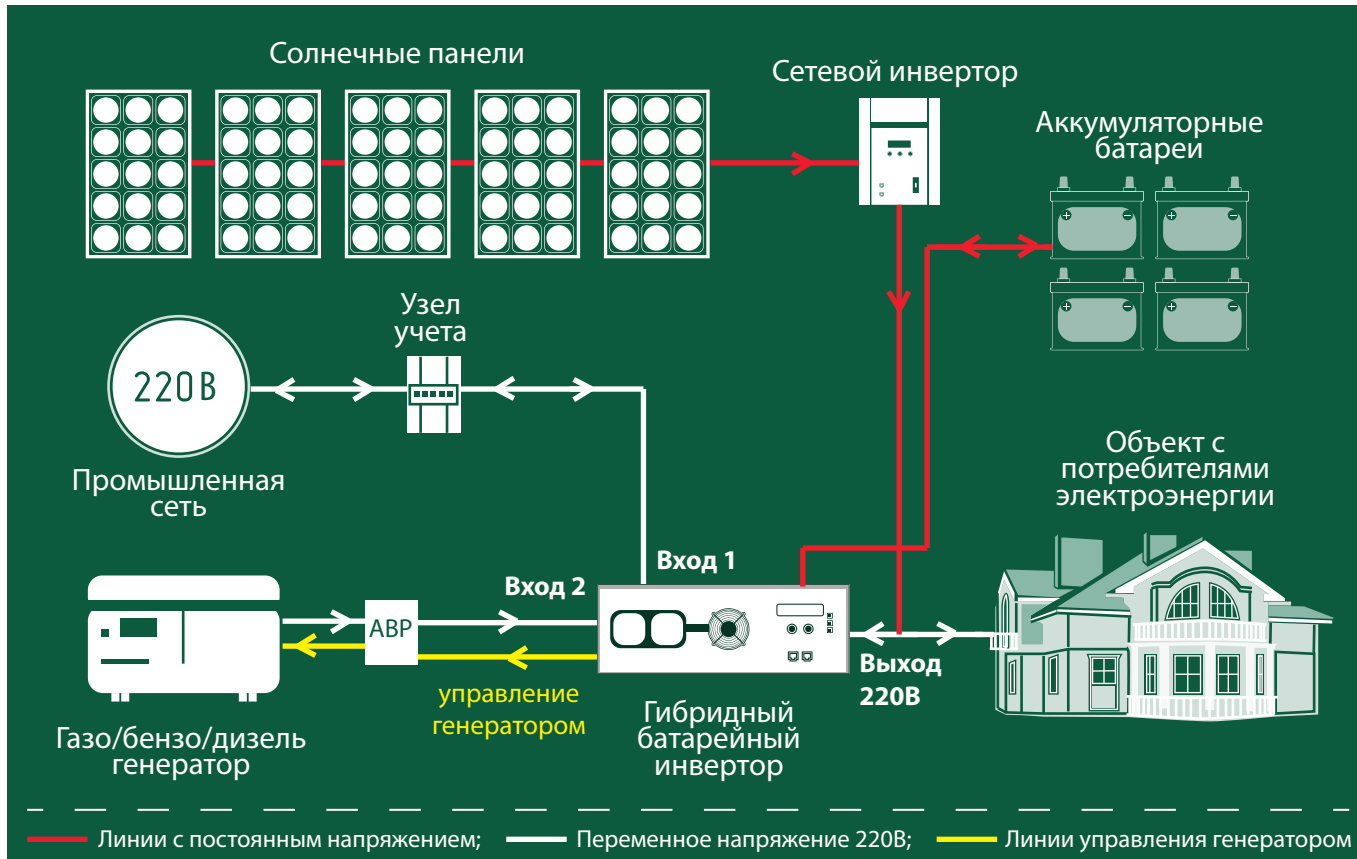 Солнечные панели
Сетевой инвертор
Аккумуляторные
батареи
Узел
учета
220В
Промышленная
сеть
Объект с
потребителями
электроэнергии
Вход 1
Вход 2
АВР
Выход
220В
управление
генератором
Гибридный
батарейный
инвертор
Газо/бензо/дизель
генератор
Линии с постоянным напряжением;
Переменное напряжение 220В;
Линии управления генератором